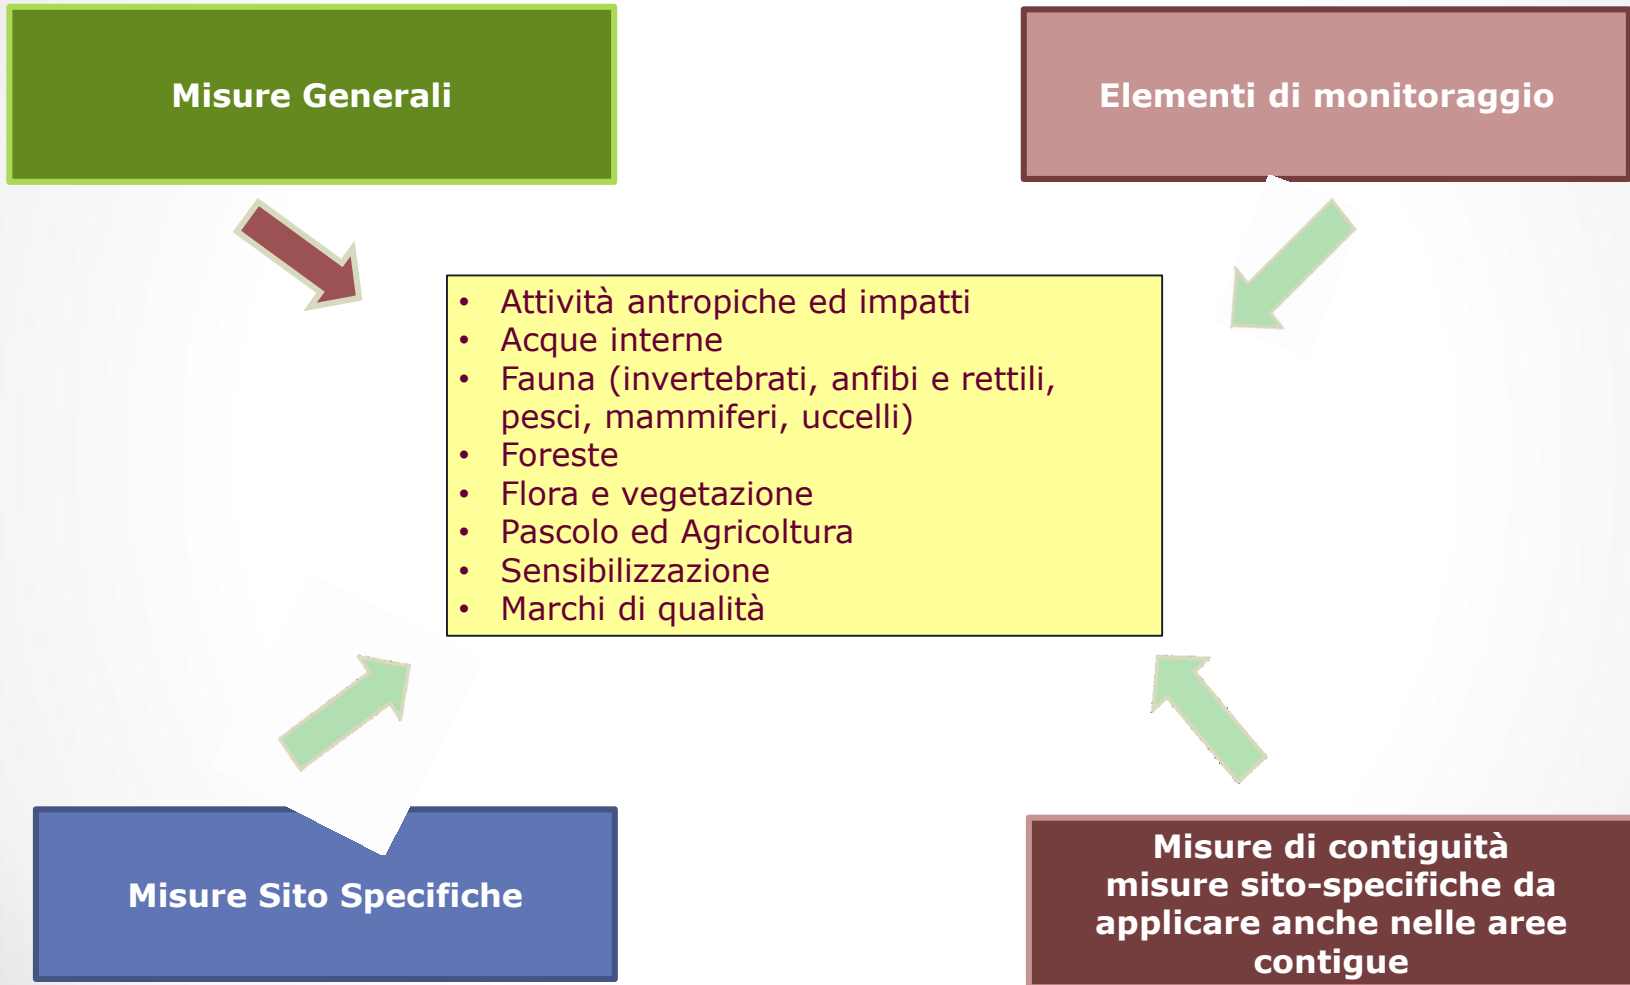 Misure Generali
Elementi di monitoraggio
• Attività antropiche ed impatti
• Acque interne
• Fauna (invertebrati, anfibi e rettili,
pesci, mammiferi, uccelli)
• Foreste
• Flora e vegetazione
• Pascolo ed Agricoltura
• Sensibilizzazione
• Marchi di qualità
Misure Sito Specifiche
Misure di contiguità
misure sito-specifiche da
applicare anche nelle aree
contigue